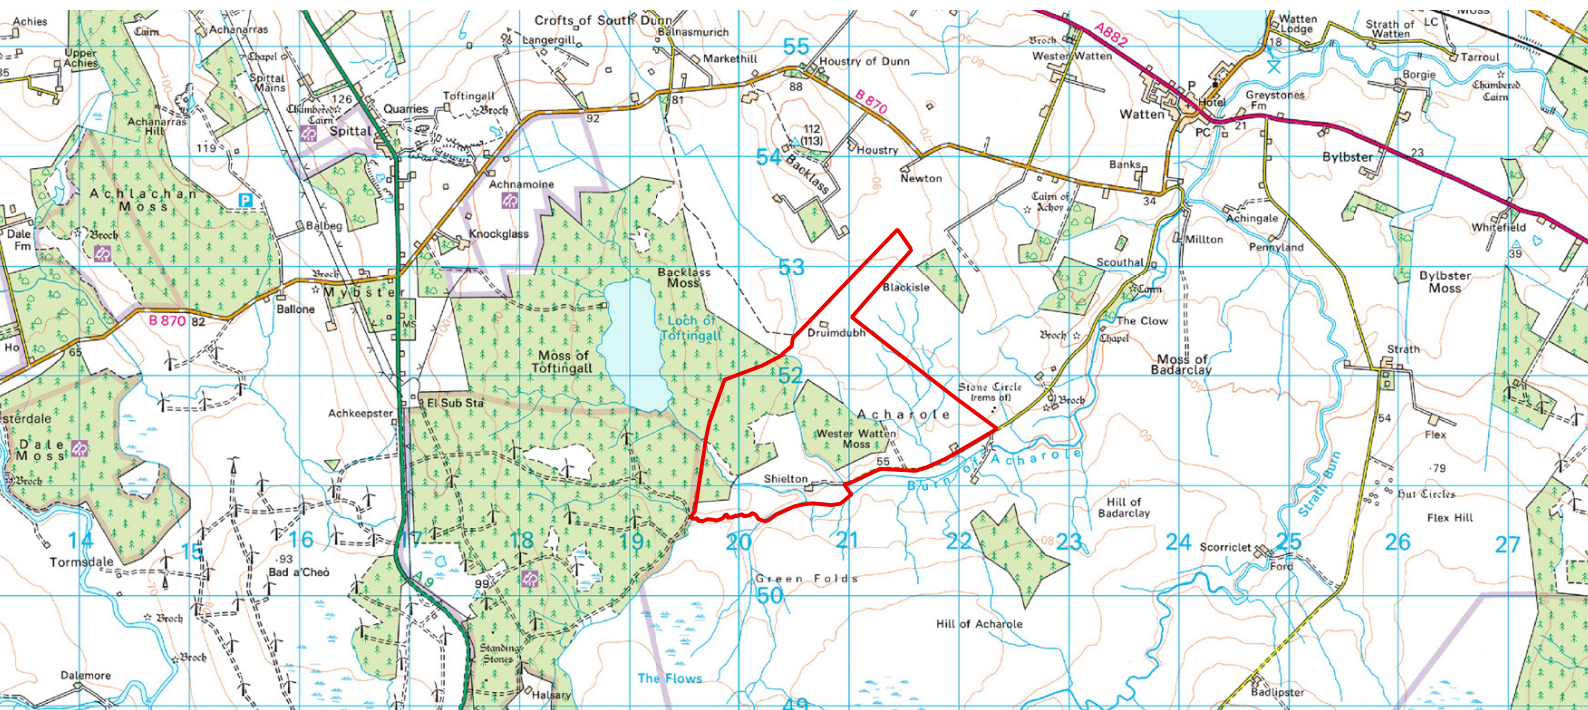 Achies
Cairn
Achanarras
Crofts of South Dunn
Langergill
Balnasmurich
55
A882
Watten
Lodge
18
Strath of
Watten
LC
Moss
Upper
Achies
85
Chapel
Spittal
Mains
Markethill
Houstry of Dunn
Broch
Wester Watten
Tarroul
Borgie
126
Chambered
Cairn
Quarries
Toftingall
Broch
81
88
B 870
P
Hotel
Greystones
Fm
Chambered
Cairn
Achanarras
Hill
119
Spittal
92
112
(113)
Watten
PC
21
Houstry
54
Backlass
Newton
Banks
Bylbster
23
Achlachan
Moss
P
Achnamoine
Cairn of
Achoy
34
Achingale
Balbeg
Dale
Fm
Broch
Knockglass
Millton
Pennyland
Whitefield
39
Broch
Mybster
Backlass
Moss
53
Scouthal
Bylbster
Moss
Ballone
Blackisle
Cairn
B 870
82
MS
Loch of
Toftingall
Druimdubh
The Clow
Broch
Chapel
Ho
65
Moss of
Toftingall
52
Moss of
Badarclay
Strath
Stone Circle
(rems of)
El Sub Sta
Broch
Achkeepster
Acharole
54
Wester Watten
Moss
Flex
Dale
Moss
55
Burn of Acharole
Broch
Shielton
79
Hut Circles
Strath Burn
Hill of
Badarclay
Flex Hill
14
15
16
17
18
19
20
21
22
23
24
25
26
27
Scorriclet
Ford
Tormsdale
93
Bad a'Cheò
A9
99
Green Folds
50
Broch
Hill of Acharole
Standing
Stones
Broch
Dalemore
The Flows
Halsary
Badlipster
49